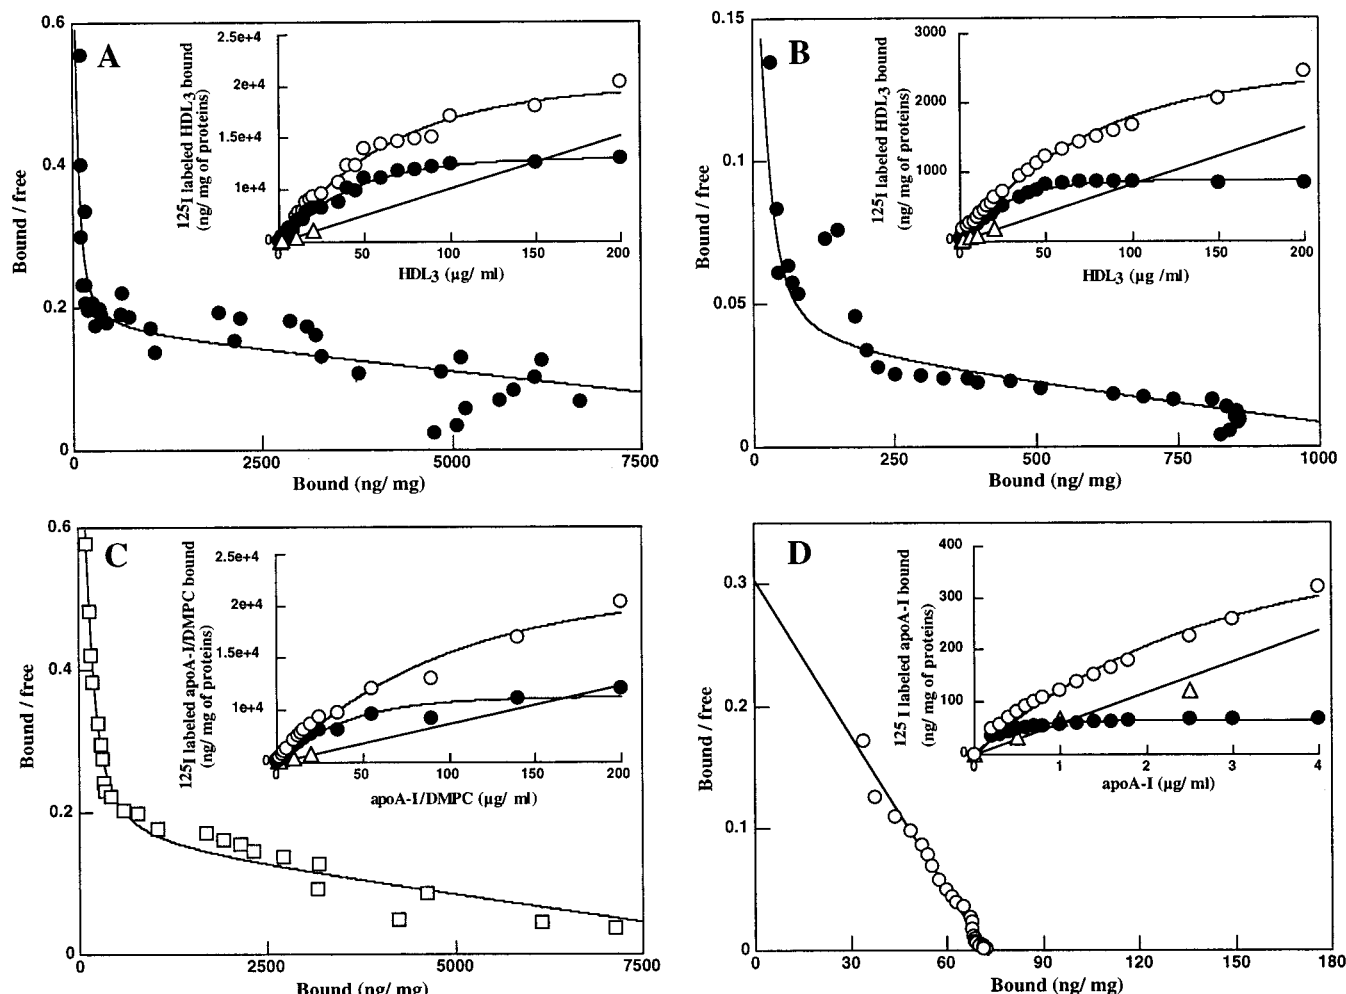 A
0.6
0.4
0.2
0
Bound / free
0
2500
5000
7500
Bound (ng/ mg)
2.5e+4
2e+4
1.5e+4
1e+4
0
125I labeled HDL3 bound
(ng/ mg of proteins)
0
50
100
150
200
HDL3 (µg/ ml)
B
0.15
0.10
0.05
0
Bound / free
0
250
500
750
1000
Bound (ng/ mg)
3000
2000
1000
0
125I labeled HDL3 bound
(ng/ mg of proteins)
0
50
100
150
200
HDL3 (µg /ml)
C
0.6
0.4
0.2
0
Bound / free
0
2500
5000
7500
Bound (ng/ mg)
2.5e+4
2e+4
1.5e+4
1e+4
0
125I labeled apoA-I/DMPC bound
(ng/ mg of proteins)
0
50
100
150
200
apoA-I/DMPC (µg/ ml)
D
0.3
0.2
0.1
0
Bound / free
0
30
60
90
120
150
180
Bound (ng/ mg)
400
300
200
100
0
125 I labeled apoA-I bound
(ng/ mg of proteins)
0
1
2
3
4
apoA-I (µg/ ml)